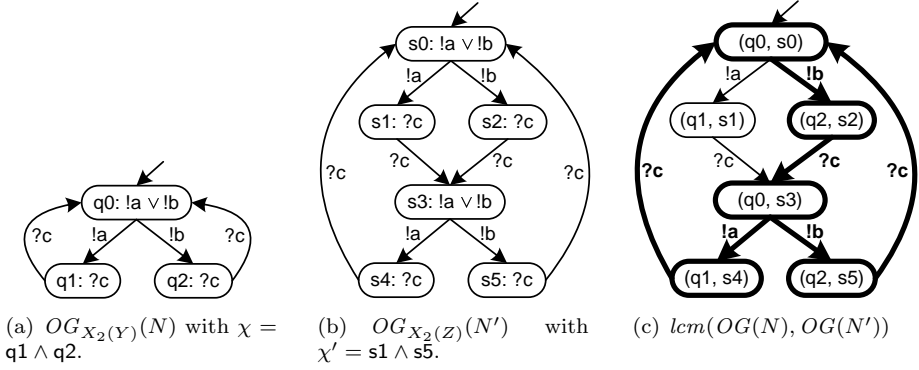 q0: !a ∨ !b
!a
!b
?c
?c
q1: ?c
q2: ?c
(a) OG_{X_2(Y)}(N) with χ =
q1 ∧ q2.
s0: !a ∨ !b
!a
!b
s1: ?c
s2: ?c
?c
?c
?c
?c
s3: !a ∨ !b
!a
!b
s4: ?c
s5: ?c
(b) OG_{X_2(Z)}(N′) with
χ′ = s1 ∧ s5.
(q0, s0)
!a
!b
(q1, s1)
(q2, s2)
?c
?c
?c
?c
(q0, s3)
!a
!b
(q1, s4)
(q2, s5)
(c) lcm(OG(N), OG(N′))